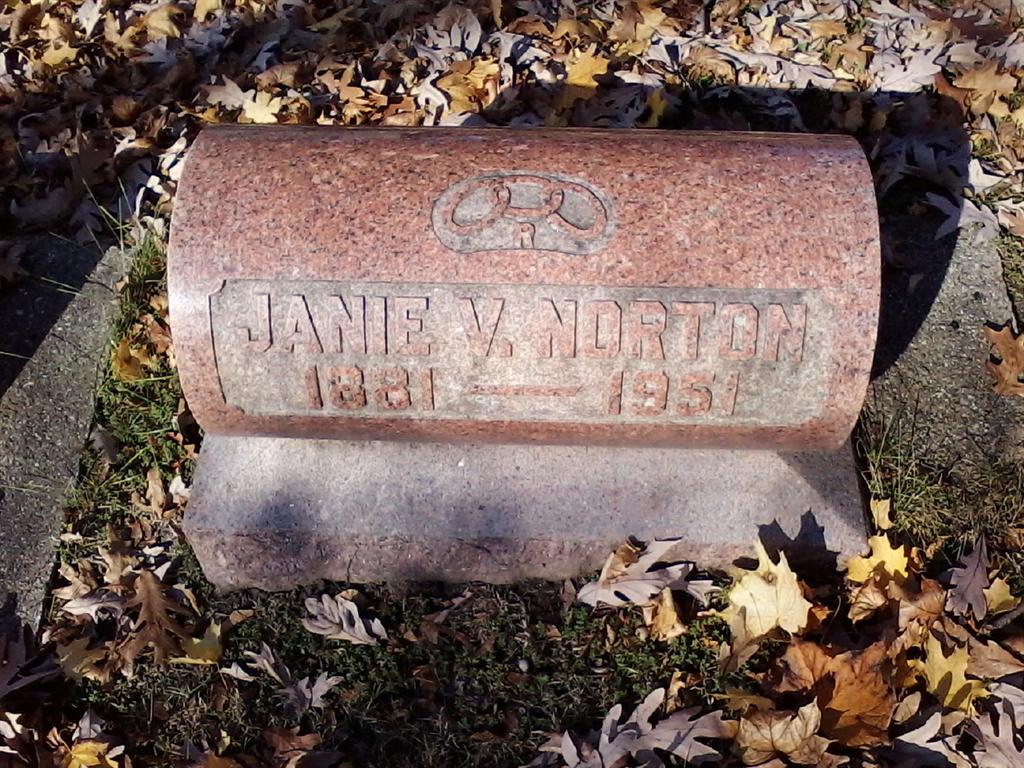 R
JANIE V. NORTON
1881 — 1951